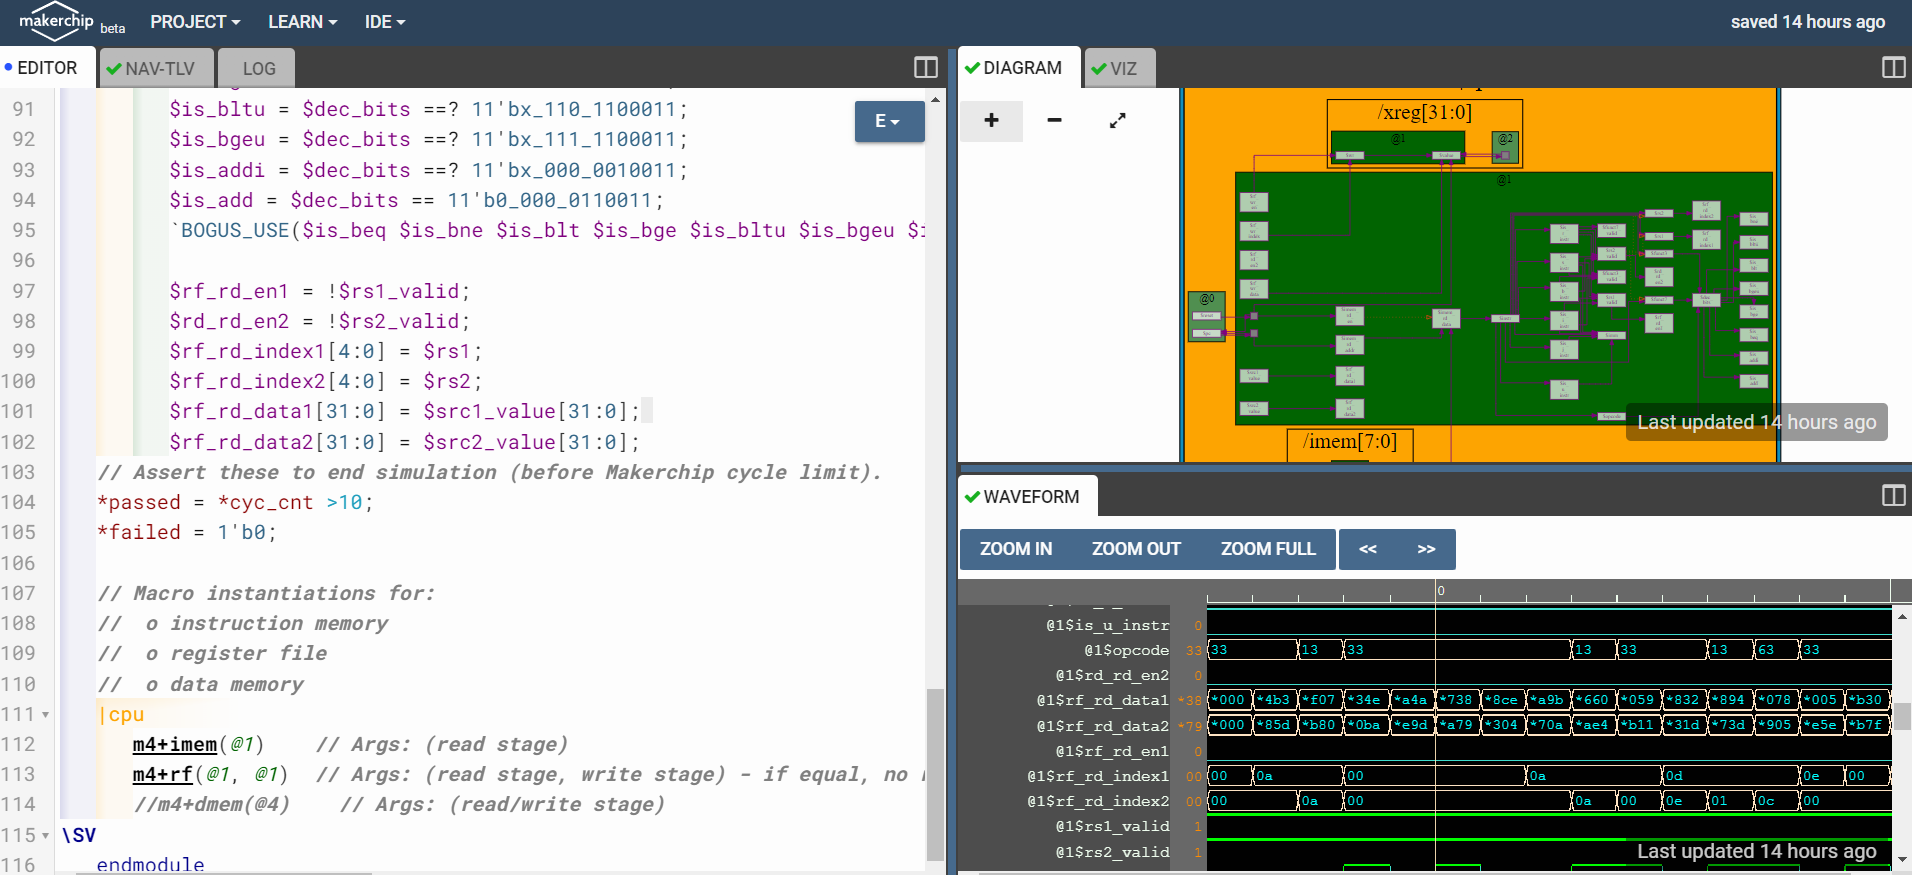 makerchip beta PROJECT LEARN IDE saved 14 hours ago
EDITOR NAV-TLV LOG
91 $is_bltu = $dec_bits ==? 11'bx_110_1100011;
92 $is_bgeu = $dec_bits ==? 11'bx_111_1100011;
93 $is_addi = $dec_bits ==? 11'bx_000_0010011;
94 $is_add = $dec_bits == 11'b0_000_0110011;
95 `BOGUS_USE($is_beq $is_bne $is_blt $is_bge $is_bltu $is_bgeu $i
96
97 $rf_rd_en1 = !$rs1_valid;
98 $rd_rd_en2 = !$rs2_valid;
99 $rf_rd_index1[4:0] = $rs1;
100 $rf_rd_index2[4:0] = $rs2;
101 $rf_rd_data1[31:0] = $src1_value[31:0];
102 $rf_rd_data2[31:0] = $src2_value[31:0];
103 // Assert these to end simulation (before Makerchip cycle limit).
104 *passed = *cyc_cnt >10;
105 *failed = 1'b0;
106
107 // Macro instantiations for:
108 //  o instruction memory
109 //  o register file
110 //  o data memory
111 |cpu
112 m4+imem(@1)    // Args: (read stage)
113 m4+rf(@1, @1)  // Args: (read stage, write stage) - if equal, no
114 //m4+dmem(@4)    // Args: (read/write stage)
115 \SV
116 endmodule
E
DIAGRAM VIZ
+ −
/xreg[31:0]
@1 @2
@1
@0
/imem[7:0]
Last updated 14 hours ago
WAVEFORM
ZOOM IN ZOOM OUT ZOOM FULL << >>
0
@1$is_u_instr 0
@1$opcode 33 33 13 33 13 33 13 63 33
@1$rd_rd_en2 0
@1$rf_rd_data1 *38 *000 *4b3 *f07 *34e *a4a *738 *8ce *a9b *660 *059 *832 *894 *078 *005 *b30
@1$rf_rd_data2 *79 *000 *85d *b80 *0ba *e9d *a79 *304 *70a *ae4 *b11 *31d *73d *905 *e5e *b7f
@1$rf_rd_en1 0
@1$rf_rd_index1 00 00 0a 00 0a 0d 0e 00
@1$rf_rd_index2 00 00 0a 00 0a 00 0e 01 0c 00
@1$rs1_valid 1
@1$rs2_valid 1
Last updated 14 hours ago